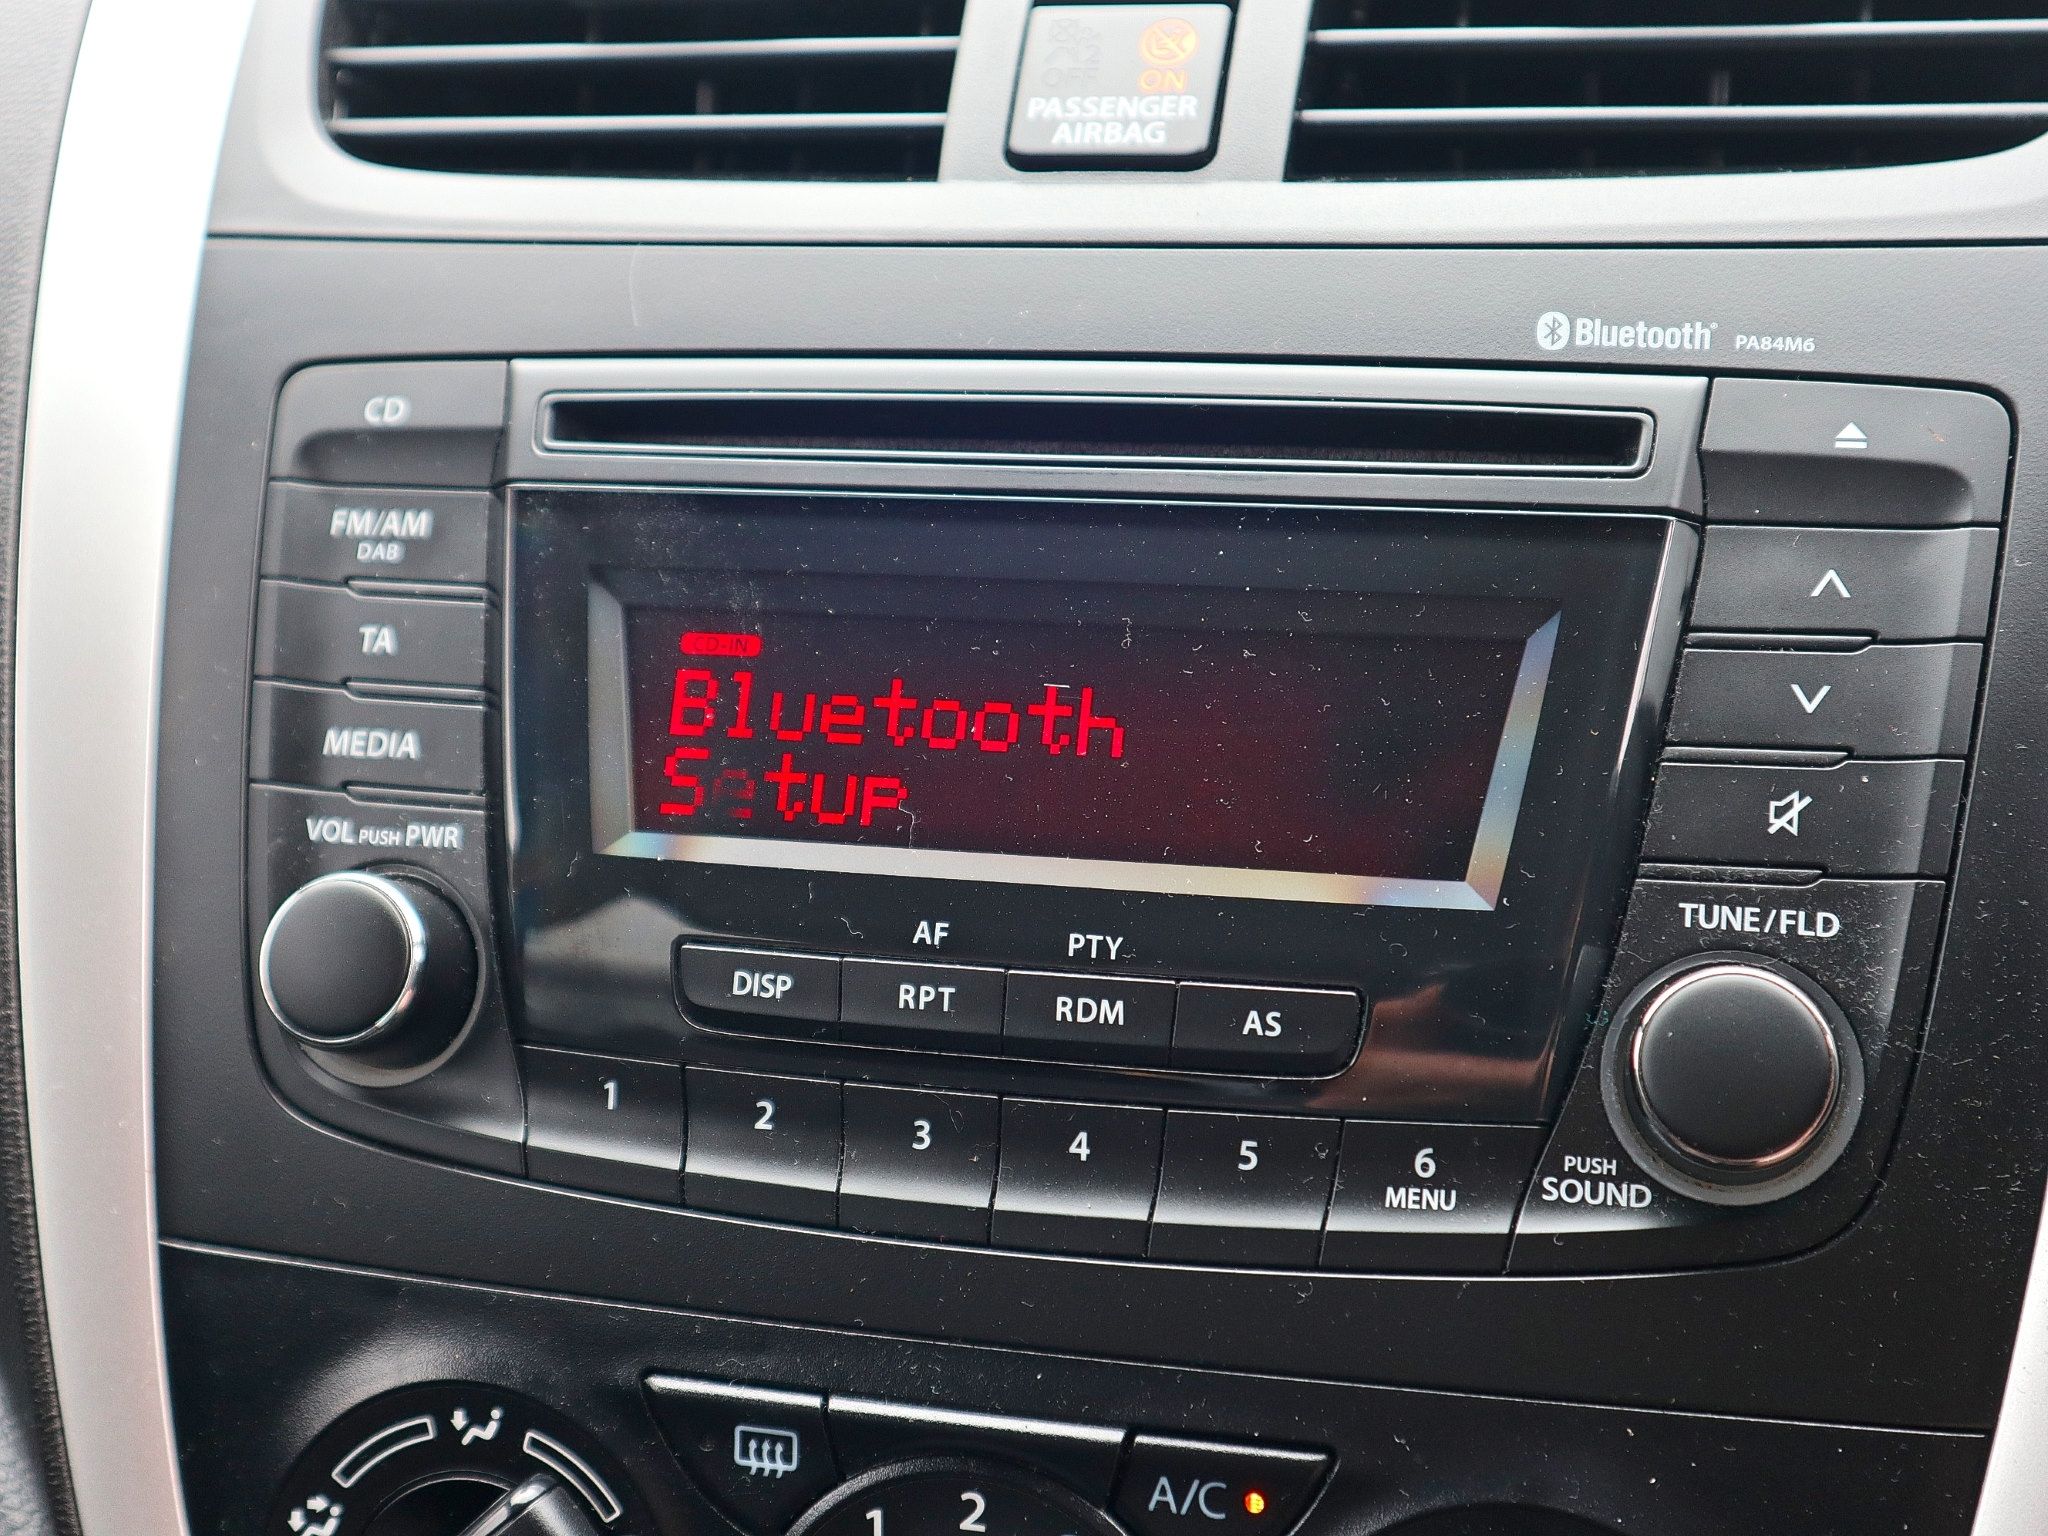 OFF ON
PASSENGER
AIRBAG
Bluetooth® PA84M6
CD
FM/AM
DAB
TA
MEDIA
VOL PUSH PWR
CD-IN
Bluetooth
Setup
AF PTY
DISP RPT RDM AS
1 2 3 4 5 6
MENU
TUNE/FLD
PUSH
SOUND
1 2
A/C